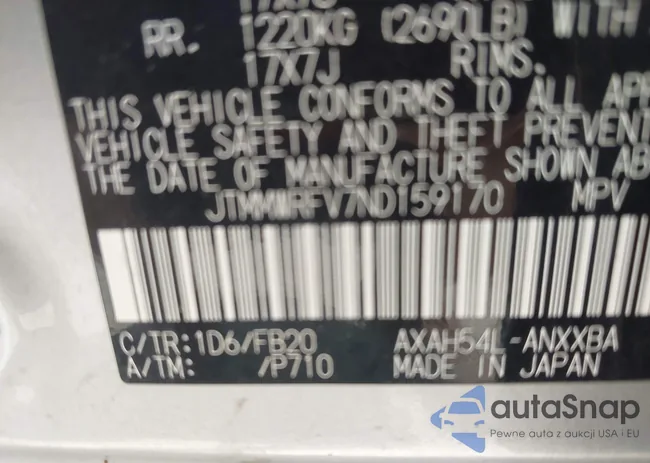 RR. 1220KG (2690LB) WITH
17X7J RIMS.
THIS VEHICLE CONFORMS TO ALL APP
VEHICLE SAFETY AND THEFT PREVENT
THE DATE OF MANUFACTURE SHOWN AB
JTMMWRFV7ND159170 MPV
C/TR:1D6/FB20 AXAH54L-ANXXBA
A/TM: /P710 MADE IN JAPAN
autoSnap
Pewne auta z aukcji USA i EU